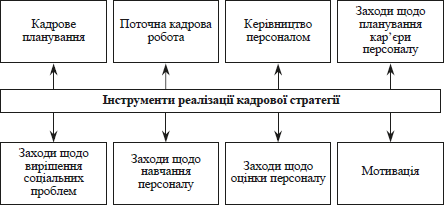 Кадрове
планування
Поточна кадрова
робота
Керівництво
персоналом
Заходи щодо
планування
кар’єри
персоналу
Інструменти реалізації кадрової стратегії
Заходи щодо
вирішення
соціальних
проблем
Заходи щодо
навчання
персоналу
Заходи щодо
оцінки персоналу
Мотивація